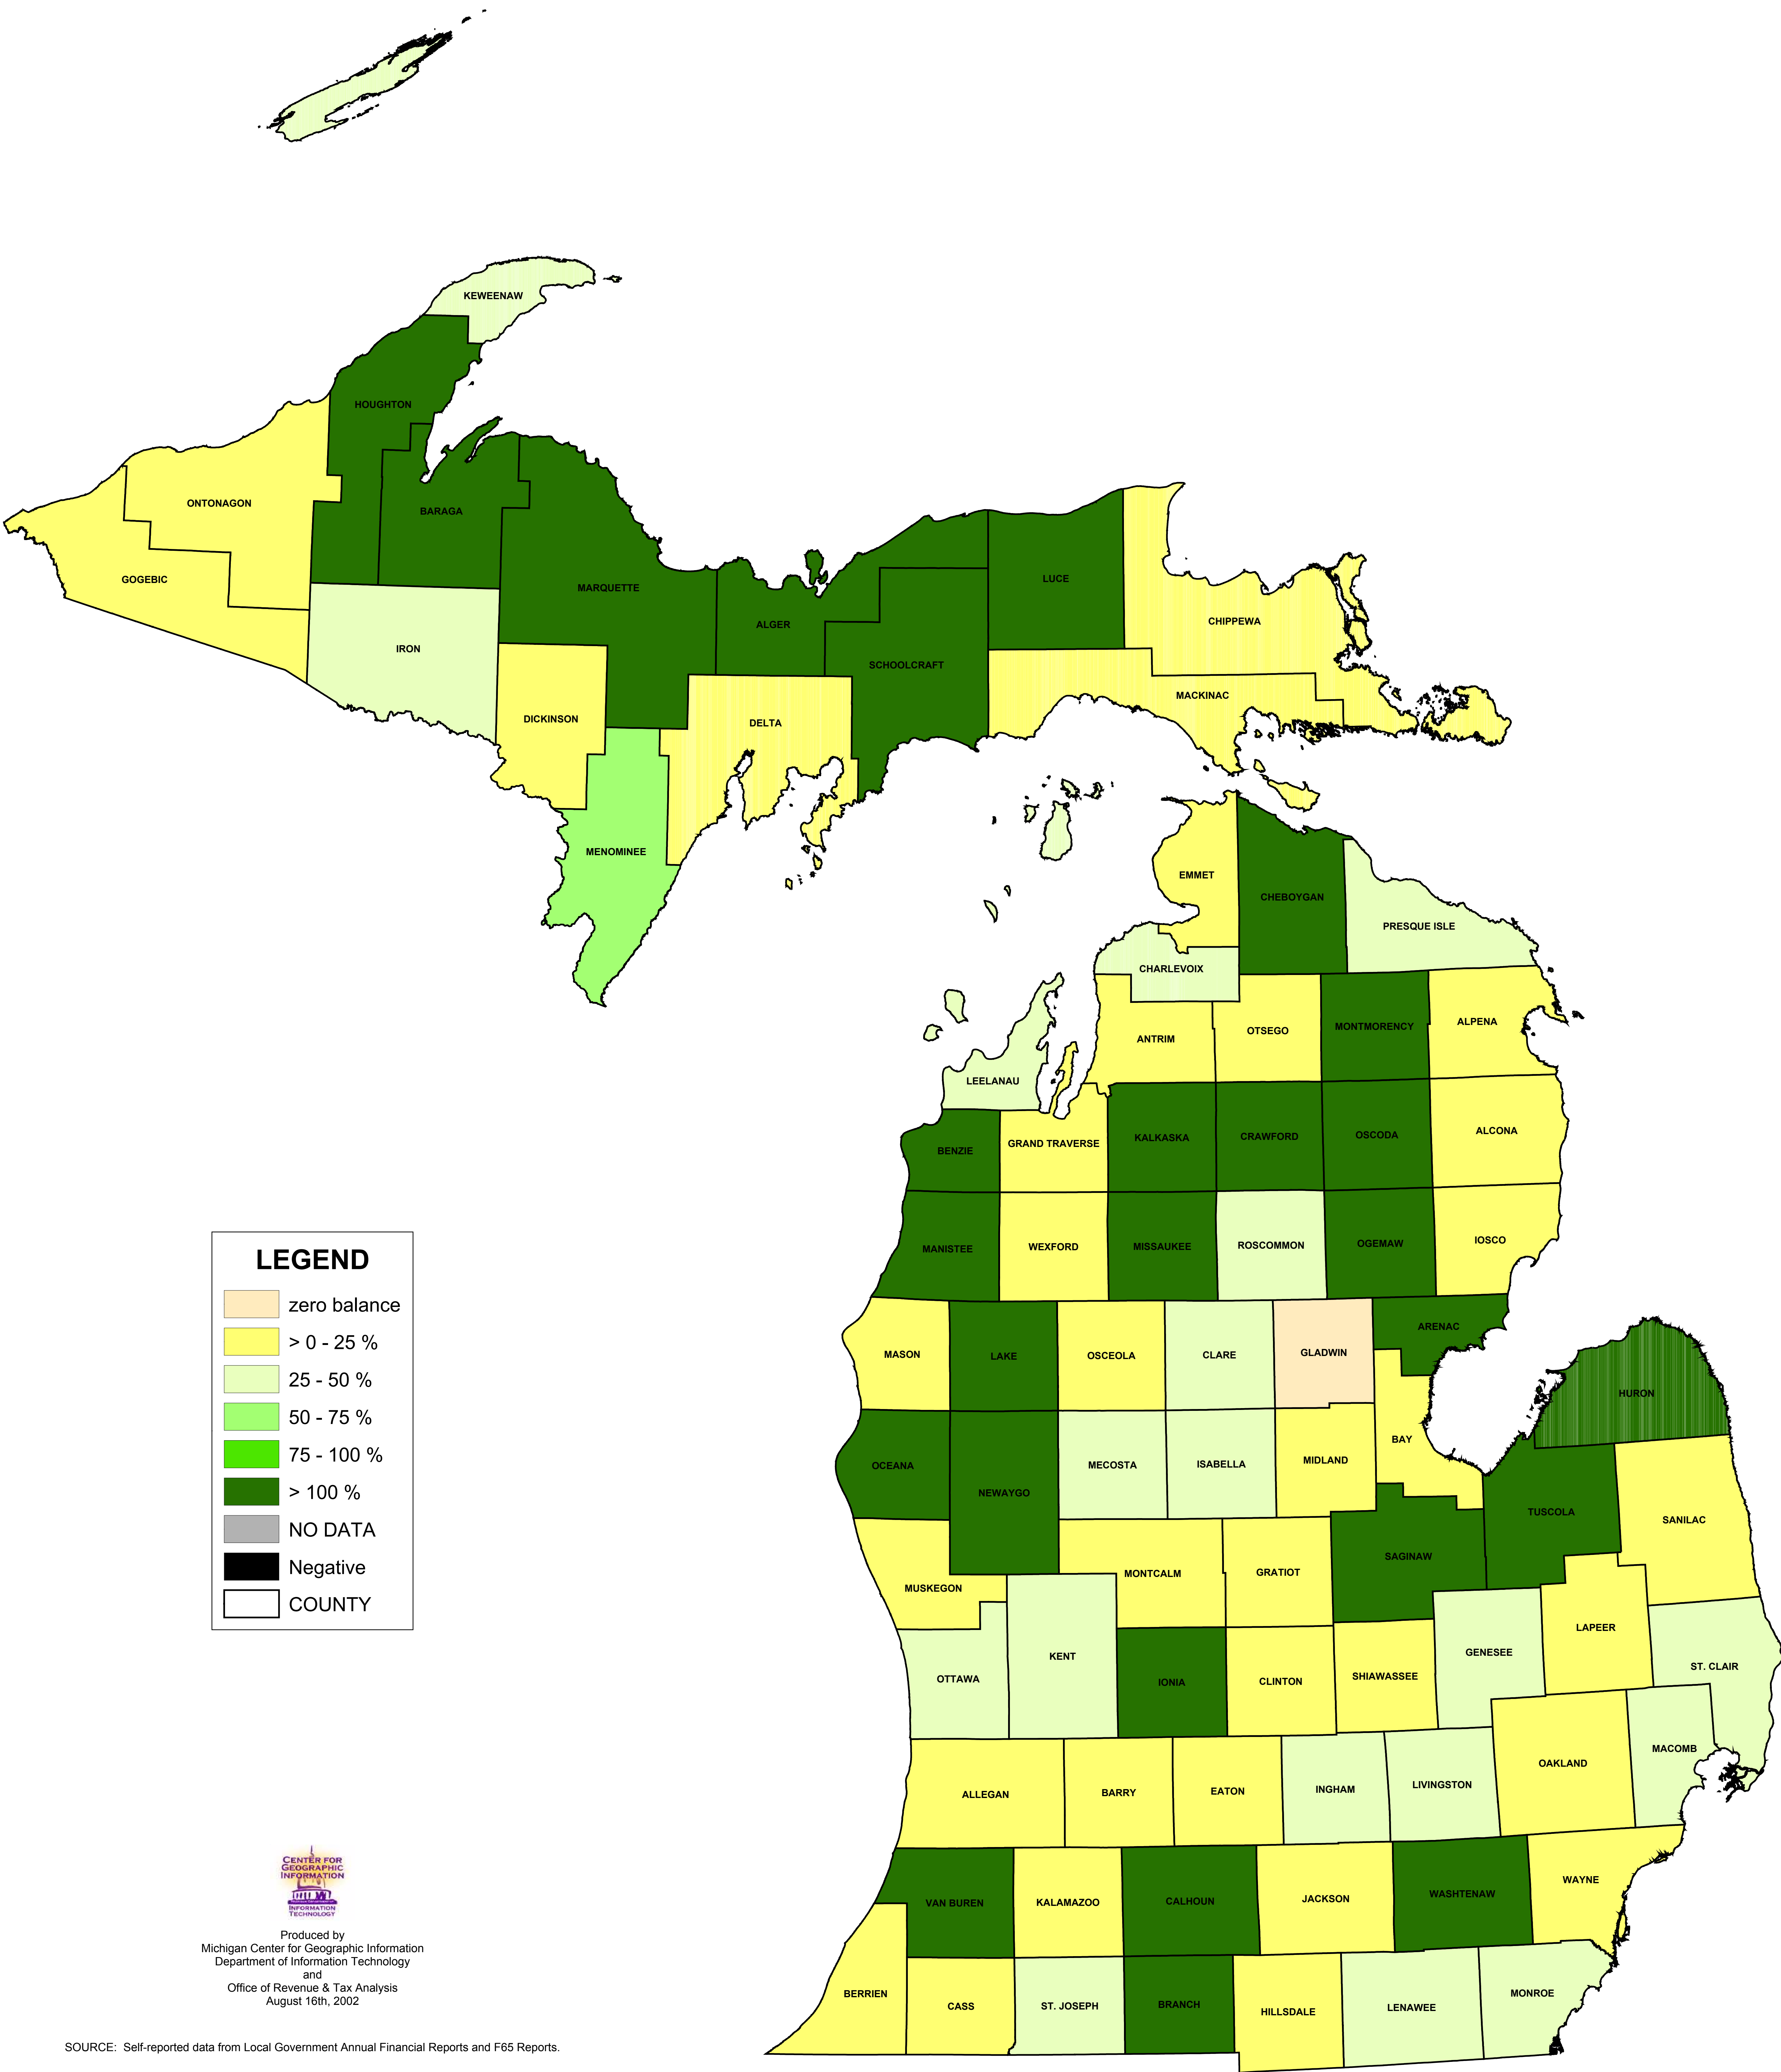 KEWEENAW
HOUGHTON
ONTONAGON
BARAGA
GOGEBIC
MARQUETTE
LUCE
ALGER
CHIPPEWA
IRON
SCHOOLCRAFT
MACKINAC
DICKINSON
DELTA
MENOMINEE
EMMET
CHEBOYGAN
PRESQUE ISLE
CHARLEVOIX
ANTRIM
OTSEGO
MONTMORENCY
ALPENA
LEELANAU
BENZIE
GRAND TRAVERSE
KALKASKA
CRAWFORD
OSCODA
ALCONA
MANISTEE
WEXFORD
MISSAUKEE
ROSCOMMON
OGEMAW
IOSCO
MASON
LAKE
OSCEOLA
CLARE
GLADWIN
ARENAC
HURON
OCEANA
NEWAYGO
MECOSTA
ISABELLA
MIDLAND
BAY
TUSCOLA
SANILAC
MUSKEGON
MONTCALM
GRATIOT
SAGINAW
LAPEER
OTTAWA
KENT
IONIA
CLINTON
SHIAWASSEE
GENESEE
ST. CLAIR
ALLEGAN
BARRY
EATON
INGHAM
LIVINGSTON
OAKLAND
MACOMB
VAN BUREN
KALAMAZOO
CALHOUN
JACKSON
WASHTENAW
WAYNE
BERRIEN
CASS
ST. JOSEPH
BRANCH
HILLSDALE
LENAWEE
MONROE
LEGEND
zero balance
> 0 - 25 %
25 - 50 %
50 - 75 %
75 - 100 %
> 100 %
NO DATA
Negative
COUNTY
CENTER FOR
GEOGRAPHIC
INFORMATION
INFORMATION
TECHNOLOGY
Produced by
Michigan Center for Geographic Information
Department of Information Technology
and
Office of Revenue & Tax Analysis
August 16th, 2002
SOURCE: Self-reported data from Local Government Annual Financial Reports and F65 Reports.